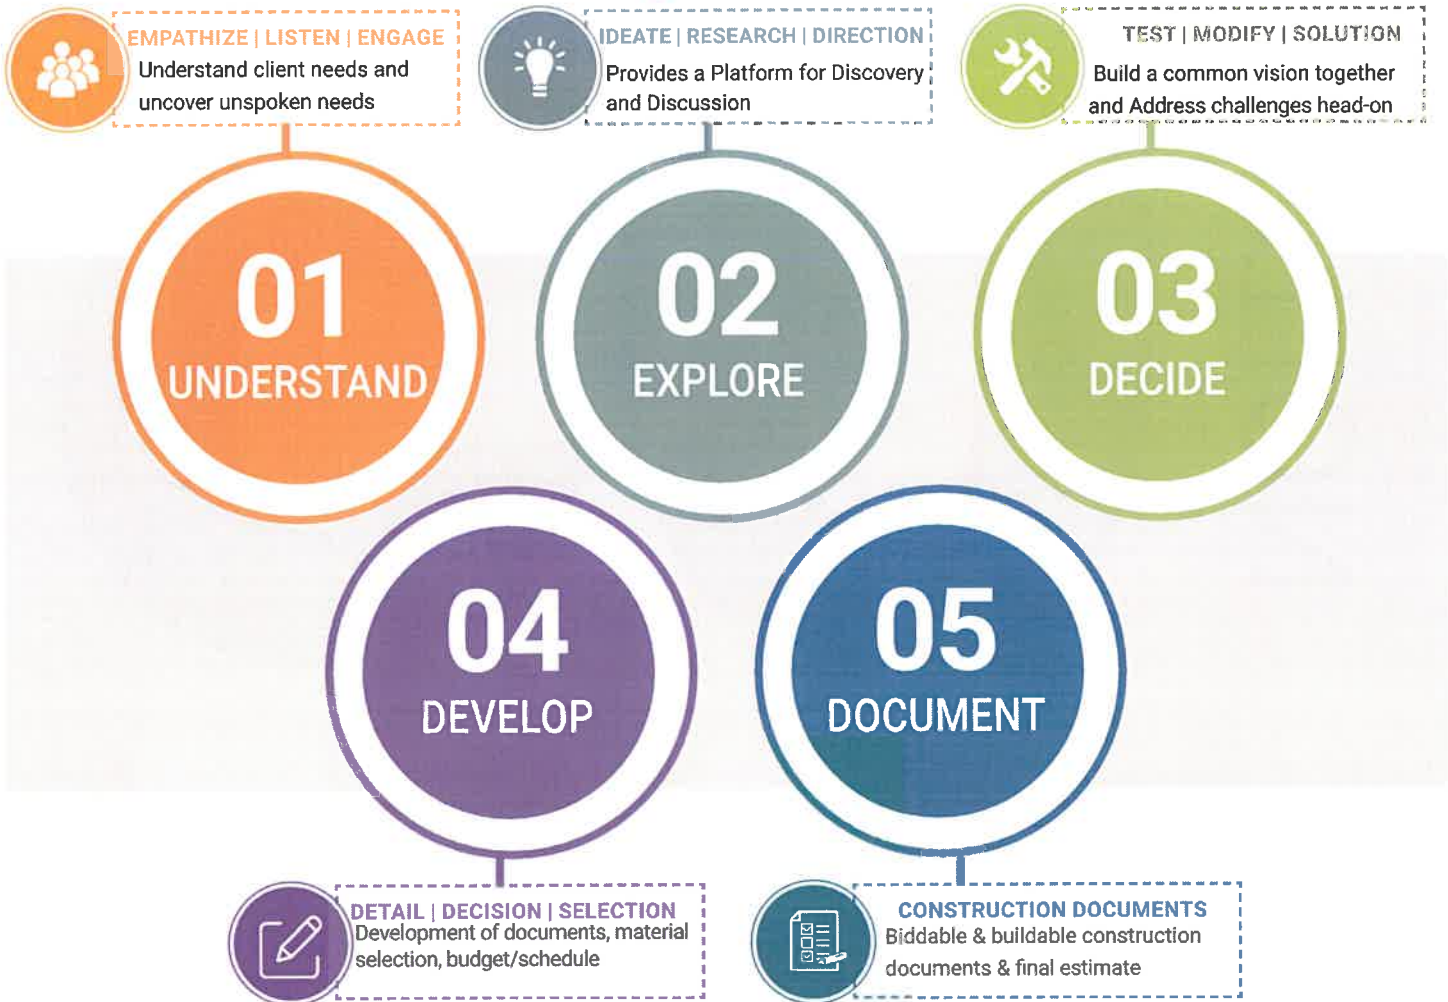 EMPATHIZE | LISTEN | ENGAGE
Understand client needs and
uncover unspoken needs
IDEATE | RESEARCH | DIRECTION
Provides a Platform for Discovery
and Discussion
TEST | MODIFY | SOLUTION
Build a common vision together
and Address challenges head-on
01
UNDERSTAND
02
EXPLORE
03
DECIDE
04
DEVELOP
05
DOCUMENT
DETAIL | DECISION | SELECTION
Development of documents, material
selection, budget/schedule
CONSTRUCTION DOCUMENTS
Biddable & buildable construction
documents & final estimate